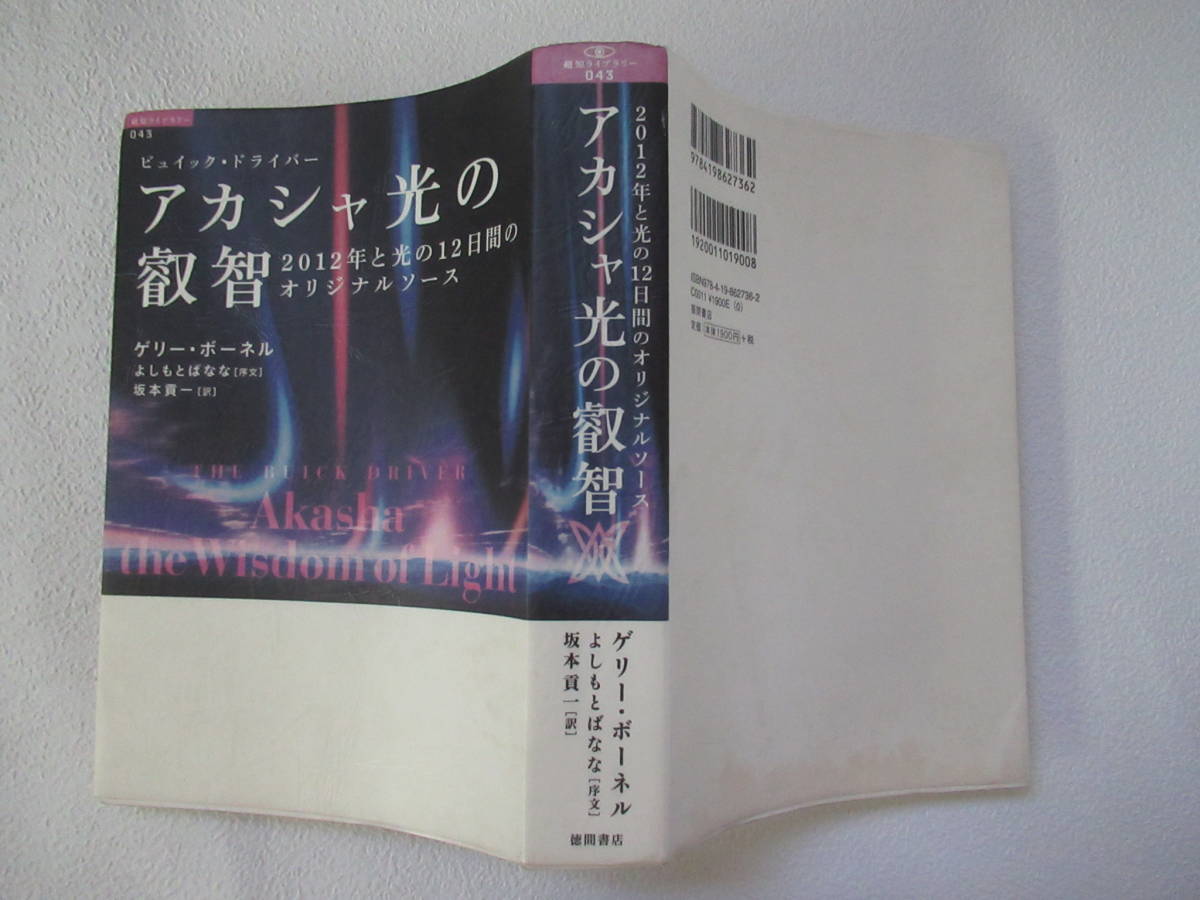 超知ライブラリー
043
ビュイック・ドライバー
アカシャ光の
叡智
2012年と光の12日間の
オリジナルソース
ゲリー・ボーネル
よしもとばなな[序文]
坂本貢一[訳]
THE BUICK DRIVER
Akasha
the Wisdom of Light
超知ライブラリー
043
アカシャ光の叡智
2012年と光の12日間のオリジナルソース
ゲリー・ボーネル
よしもとばなな[序文]
坂本貢一[訳]
徳間書店
9784198627362
1920011019008
ISBN978-4-19-862736-2
C0011 ¥1900E (0)
徳間書店
定価 本体1900円 +税